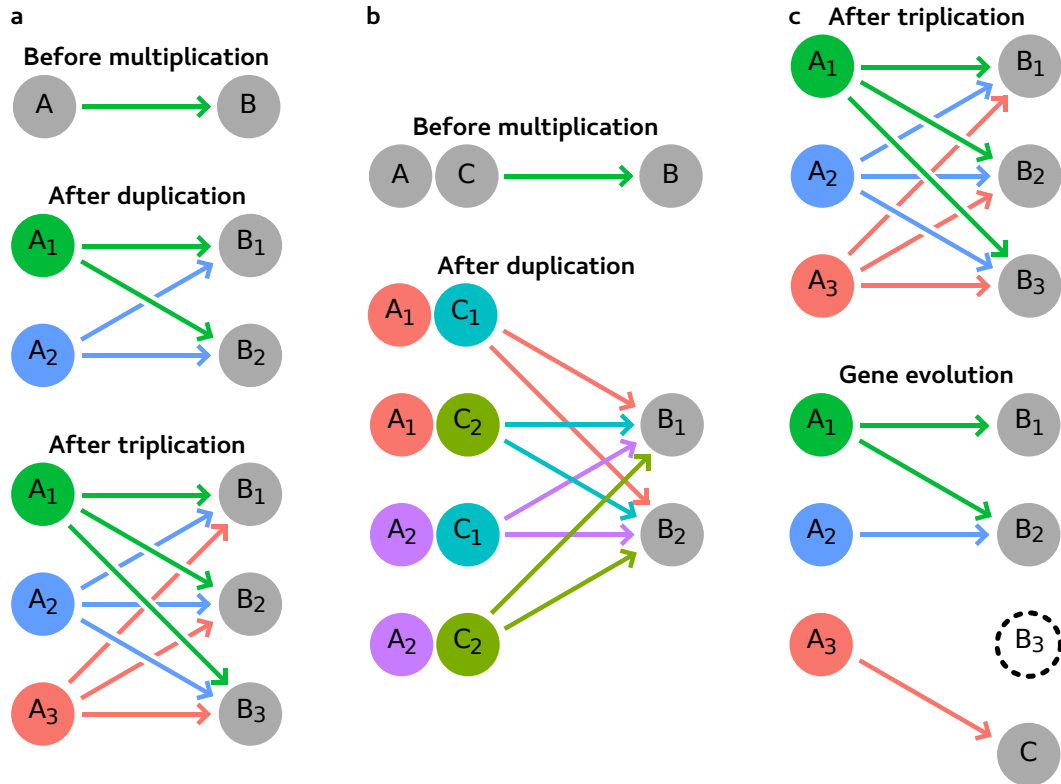 a
Before multiplication
A B
After duplication
A1 B1
A2 B2
After triplication
A1 B1
A2 B2
A3 B3
b
Before multiplication
A C B
After duplication
A1 C1
A1 C2 B1
A2 C1 B2
A2 C2
c
After triplication
A1 B1
A2 B2
A3 B3
Gene evolution
A1 B1
A2 B2
A3 B3
C